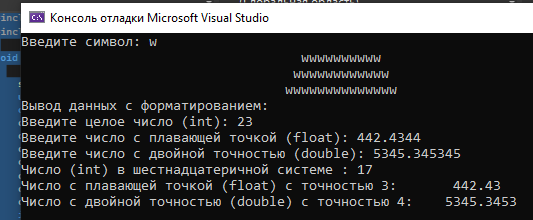 Консоль отладки Microsoft Visual Studio
Введите символ: w
wwwwwwwwww
wwwwwwwwwwww
wwwwwwwwwwwwww
Вывод данных с форматированием:
Введите целое число (int): 23
Введите число с плавающей точкой (float): 442.4344
Введите число с двойной точностью (double): 5345.345345
Число (int) в шестнадцатеричной системе : 17
Число с плавающей точкой (float) с точностью 3: 442.43
Число с двойной точностью (double) с точностью 4: 5345.3453